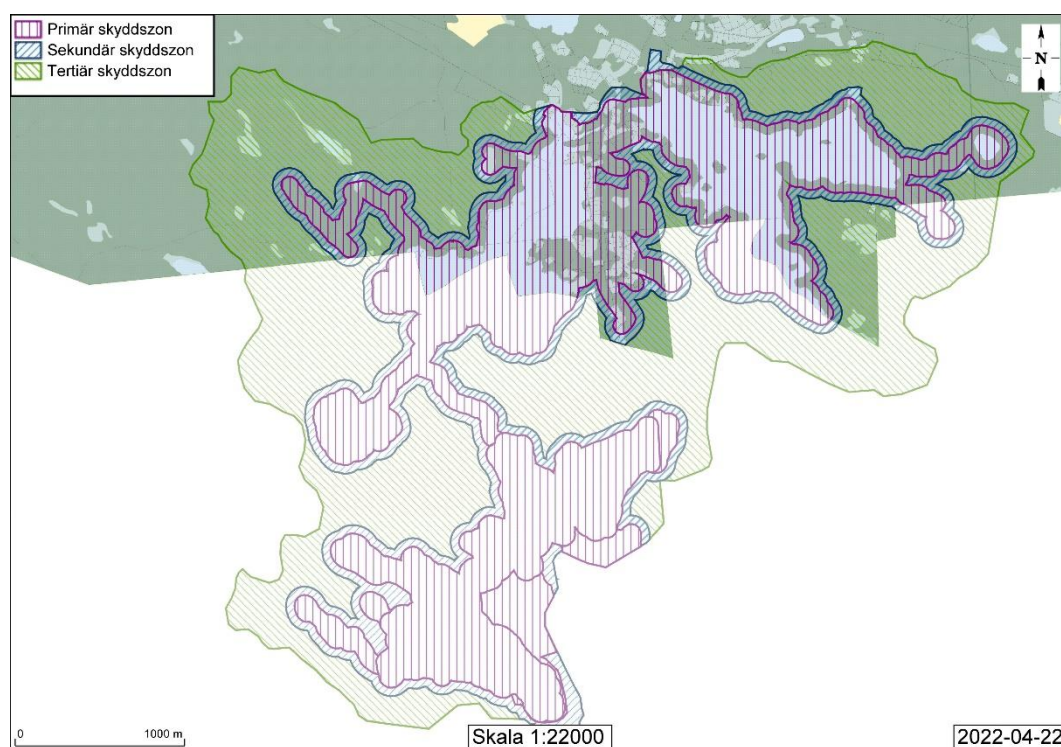 Primär skyddszon
Sekundär skyddszon
Tertiär skyddszon
N
0 1000 m
Skala 1:22000
2022-04-22